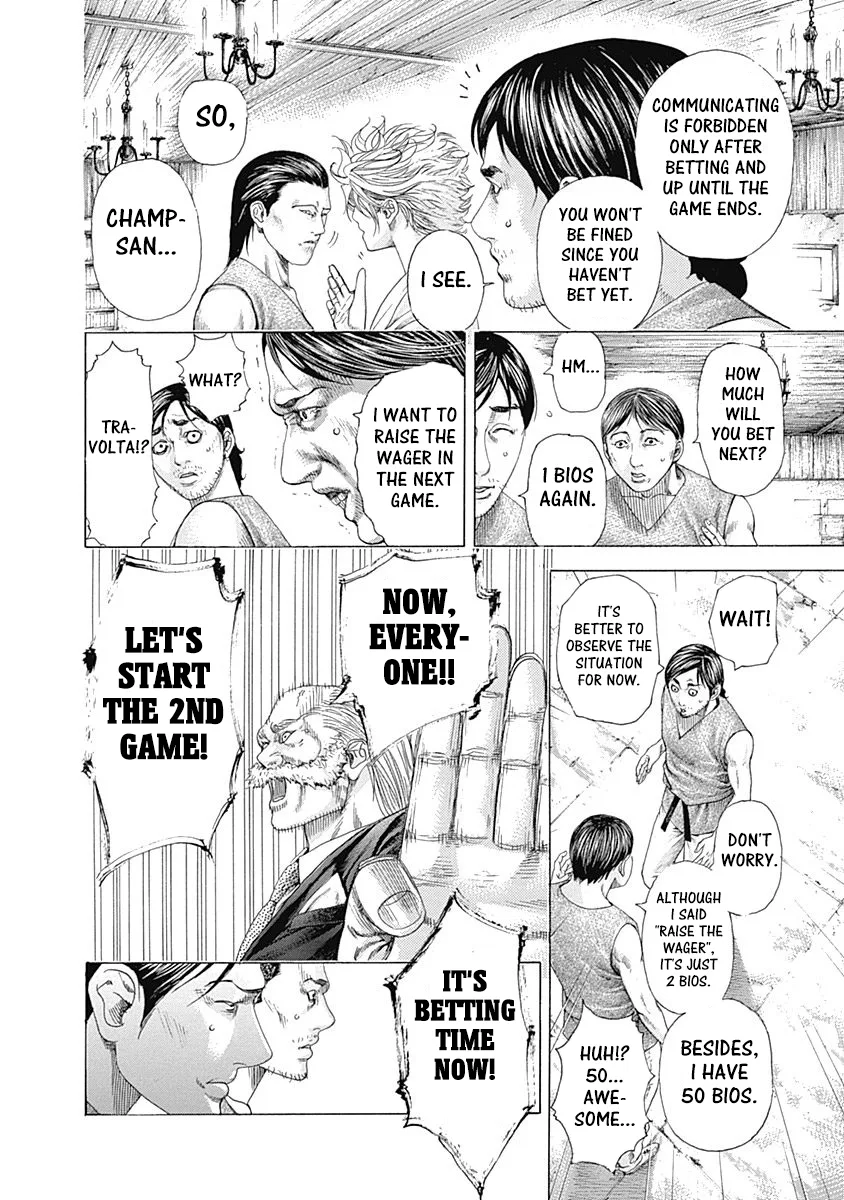 COMMUNICATING
IS FORBIDDEN
ONLY AFTER
BETTING AND
UP UNTIL THE
GAME ENDS.
YOU WON'T
BE FINED
SINCE YOU
HAVEN'T
BET YET.
I SEE.
SO,
CHAMP-
SAN...
HOW
MUCH
WILL
YOU BET
NEXT?
HM...
1 BIOS
AGAIN.
I WANT TO
RAISE THE
WAGER IN
THE NEXT
GAME.
WHAT?
TRA-
VOLTA!?
WAIT!
IT'S
BETTER TO
OBSERVE THE
SITUATION
FOR NOW.
DON'T
WORRY.
ALTHOUGH
I SAID
"RAISE THE
WAGER",
IT'S JUST
2 BIOS.
BESIDES,
I HAVE
50 BIOS.
HUH!?
50...
AWE-
SOME...
NOW,
EVERY-
ONE!!
LET'S
START
THE 2ND
GAME!
IT'S
BETTING
TIME
NOW!